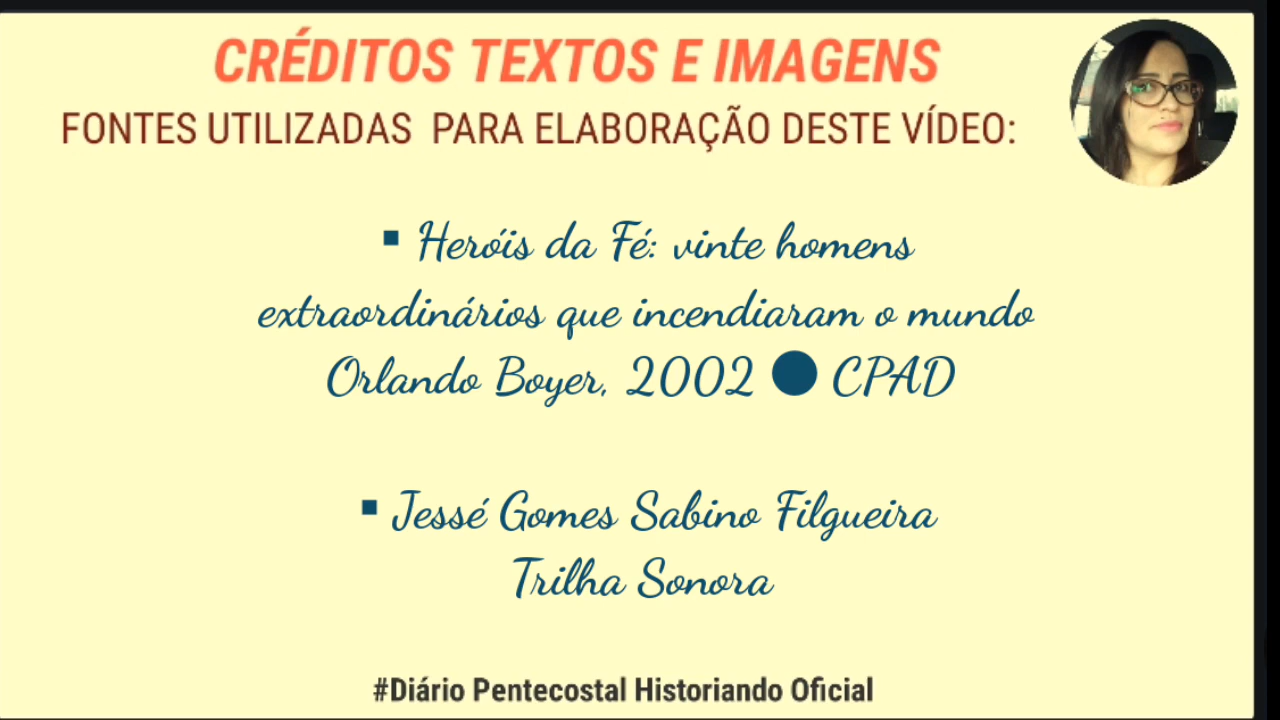 CRÉDITOS TEXTOS E IMAGENS
FONTES UTILIZADAS PARA ELABORAÇÃO DESTE VÍDEO:
▪ Heróis da Fé: vinte homens
extraordinários que incendiaram o mundo
Orlando Boyer, 2002 ● CPAD
▪ Jessé Gomes Sabino Filgueira
Trilha Sonora
#Diário Pentecostal Historiando Oficial